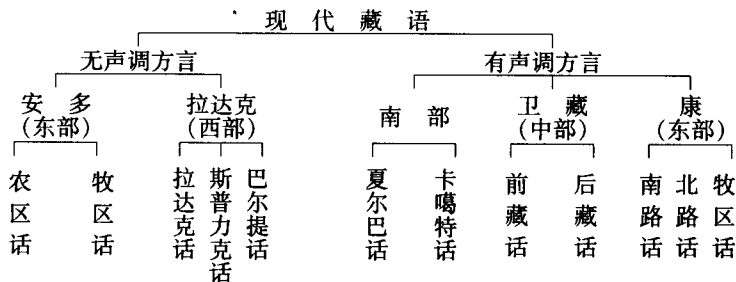 现代藏语
无声调方言 有声调方言
安多 拉达克 南部 卫藏 康
(东部) (西部) (中部) (东部)
农区话 牧区话 拉达克话 斯普力克话 巴尔提话 夏尔巴话 卡噶特话 前藏话 后藏话 南路话 北路话 牧区话